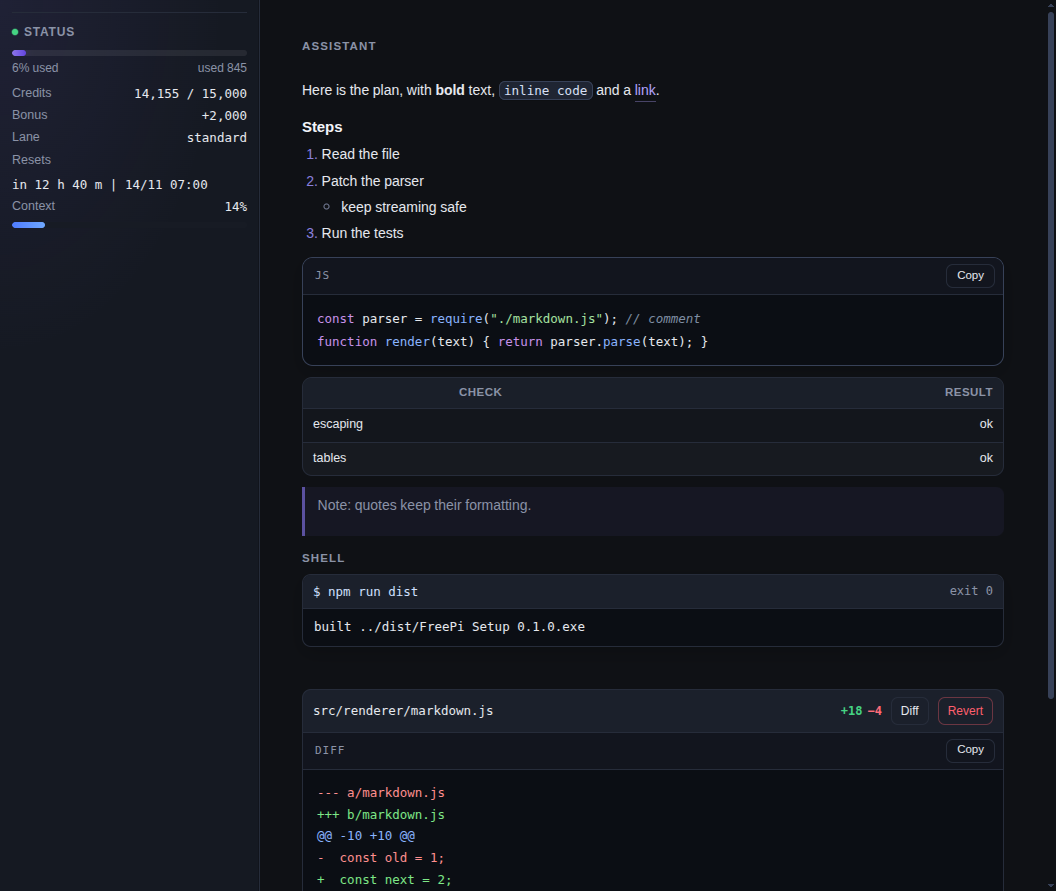 STATUS
6% used used 845
Credits 14,155 / 15,000
Bonus +2,000
Lane standard
Resets
in 12 h 40 m | 14/11 07:00
Context 14%
ASSISTANT
Here is the plan, with bold text, inline code and a link.
Steps
1. Read the file
2. Patch the parser
keep streaming safe
3. Run the tests
JS Copy
const parser = require("./markdown.js"); // comment
function render(text) { return parser.parse(text); }
CHECK RESULT
escaping ok
tables ok
Note: quotes keep their formatting.
SHELL
$ npm run dist exit 0
built ../dist/FreePi Setup 0.1.0.exe
src/renderer/markdown.js +18 −4 Diff Revert
DIFF Copy
--- a/markdown.js
+++ b/markdown.js
@@ -10 +10 @@
-  const old = 1;
+  const next = 2;